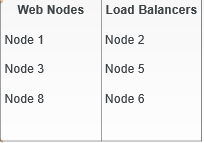 Web Nodes Load Balancers
Node 1 Node 2
Node 3 Node 5
Node 8 Node 6